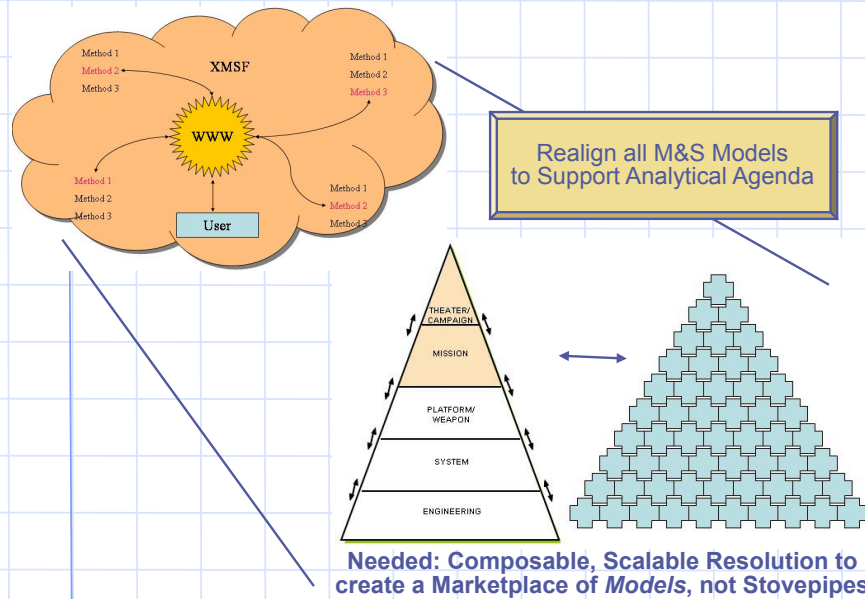 XMSF
Method 1
Method 2
Method 3
Method 1
Method 2
Method 3
WWW
Method 1
Method 2
Method 3
Method 1
Method 2
Method 3
User
Realign all M&S Models
to Support Analytical Agenda
THEATER/
CAMPAIGN
MISSION
PLATFORM/
WEAPON
SYSTEM
ENGINEERING
Needed: Composable, Scalable Resolution to
create a Marketplace of Models, not Stovepipes